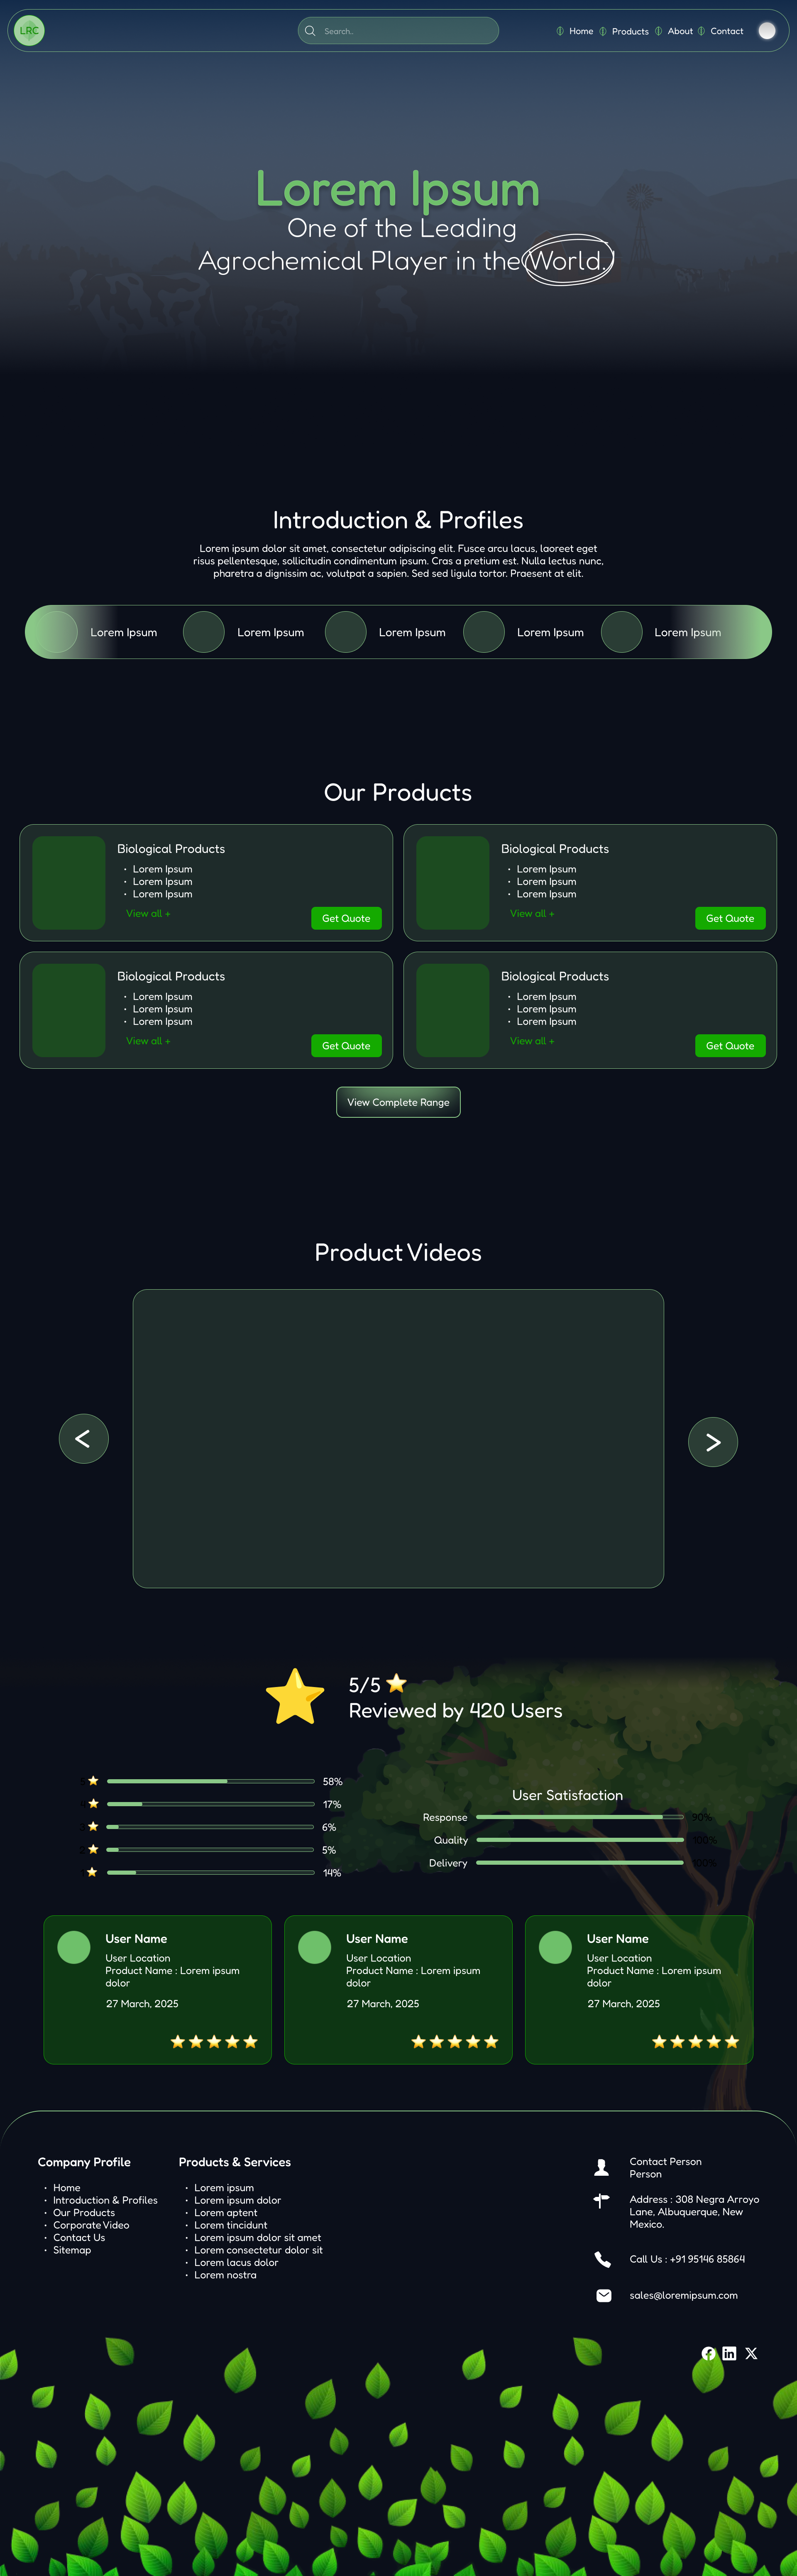 LRC
Search..
Home
Products
About
Contact
Lorem Ipsum
One of the Leading
Agrochemical Player in the World.
Introduction & Profiles
Lorem ipsum dolor sit amet, consectetur adipiscing elit. Fusce arcu lacus, laoreet eget
risus pellentesque, sollicitudin condimentum ipsum. Cras a pretium est. Nulla lectus nunc,
pharetra a dignissim ac, volutpat a sapien. Sed sed ligula tortor. Praesent at elit.
Lorem Ipsum
Lorem Ipsum
Lorem Ipsum
Lorem Ipsum
Lorem Ipsum
Our Products
Biological Products
• Lorem Ipsum
• Lorem Ipsum
• Lorem Ipsum
View all +
Get Quote
Biological Products
• Lorem Ipsum
• Lorem Ipsum
• Lorem Ipsum
View all +
Get Quote
Biological Products
• Lorem Ipsum
• Lorem Ipsum
• Lorem Ipsum
View all +
Get Quote
Biological Products
• Lorem Ipsum
• Lorem Ipsum
• Lorem Ipsum
View all +
Get Quote
View Complete Range
Product Videos
<
>
5/5
Reviewed by 420 Users
58%
17%
6%
5%
14%
User Satisfaction
Response 90%
Quality 100%
Delivery 100%
User Name
User Location
Product Name : Lorem ipsum
dolor
27 March, 2025
User Name
User Location
Product Name : Lorem ipsum
dolor
27 March, 2025
User Name
User Location
Product Name : Lorem ipsum
dolor
27 March, 2025
Company Profile
• Home
• Introduction & Profiles
• Our Products
• Corporate Video
• Contact Us
• Sitemap
Products & Services
• Lorem ipsum
• Lorem ipsum dolor
• Lorem aptent
• Lorem tincidunt
• Lorem ipsum dolor sit amet
• Lorem consectetur dolor sit
• Lorem lacus dolor
• Lorem nostra
Contact Person
Person
Address : 308 Negra Arroyo
Lane, Albuquerque, New
Mexico.
Call Us : +91 95146 85864
sales@loremipsum.com